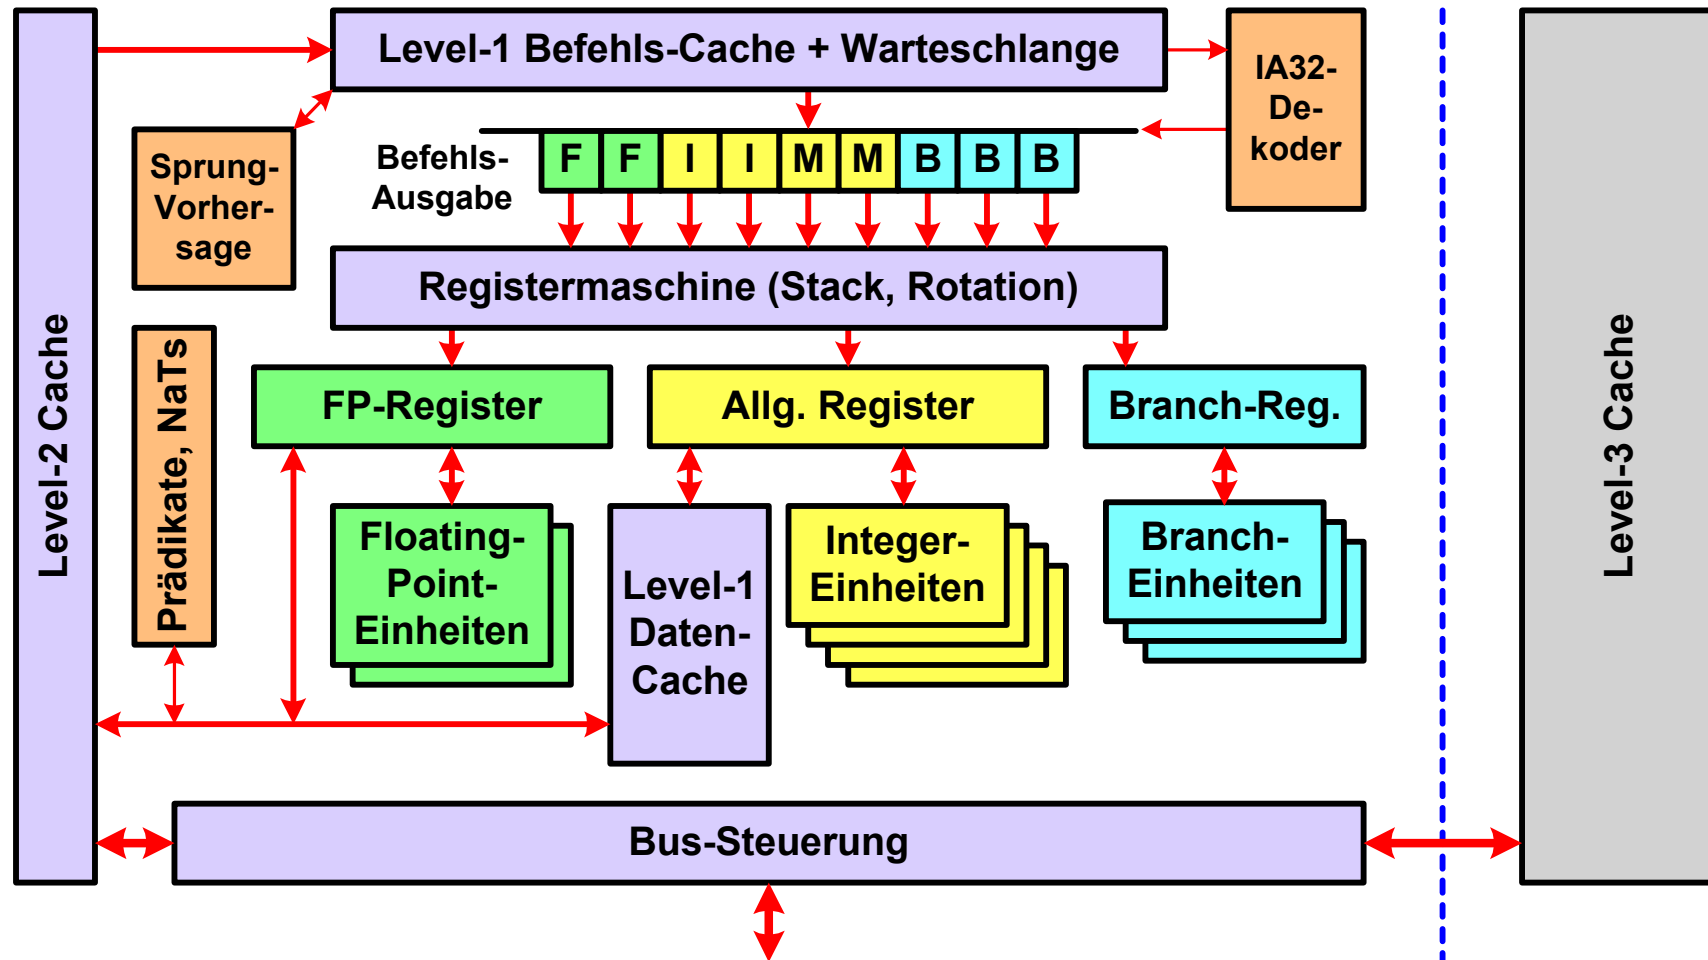 Level-1 Befehls-Cache + Warteschlange
IA32-
De-
koder
Befehls-
Ausgabe
F F I I M M B B B
Sprung-
Vorher-
sage
Registermaschine (Stack, Rotation)
Level-2 Cache
Prädikate, NaTs
FP-Register
Allg. Register
Branch-Reg.
Level-3 Cache
Floating-
Point-
Einheiten
Level-1
Daten-
Cache
Integer-
Einheiten
Branch-
Einheiten
Bus-Steuerung